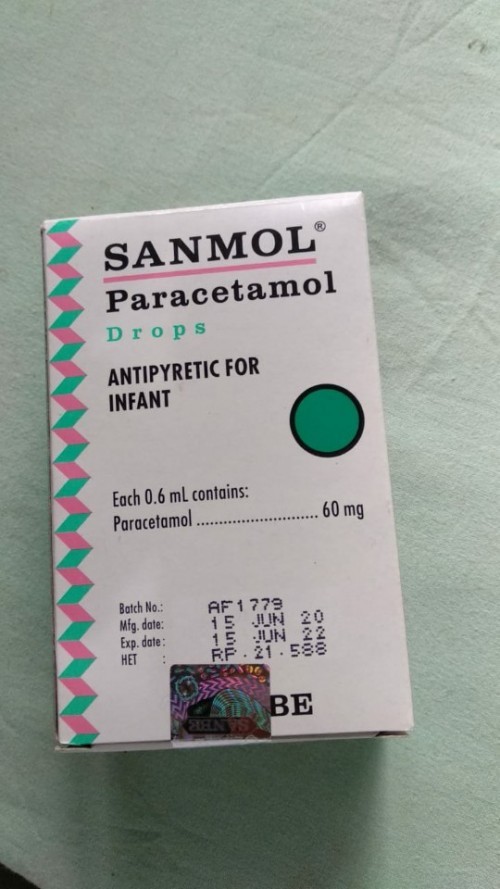 SANMOL®
Paracetamol
Drops
ANTIPYRETIC FOR
INFANT
Each 0.6 mL contains:
Paracetamol ........................... 60 mg
Batch No.: AF1779
Mfg. date: 15 JUN 20
Exp. date: 15 JUN 22
HET : RP.21.588
SANBE
BE